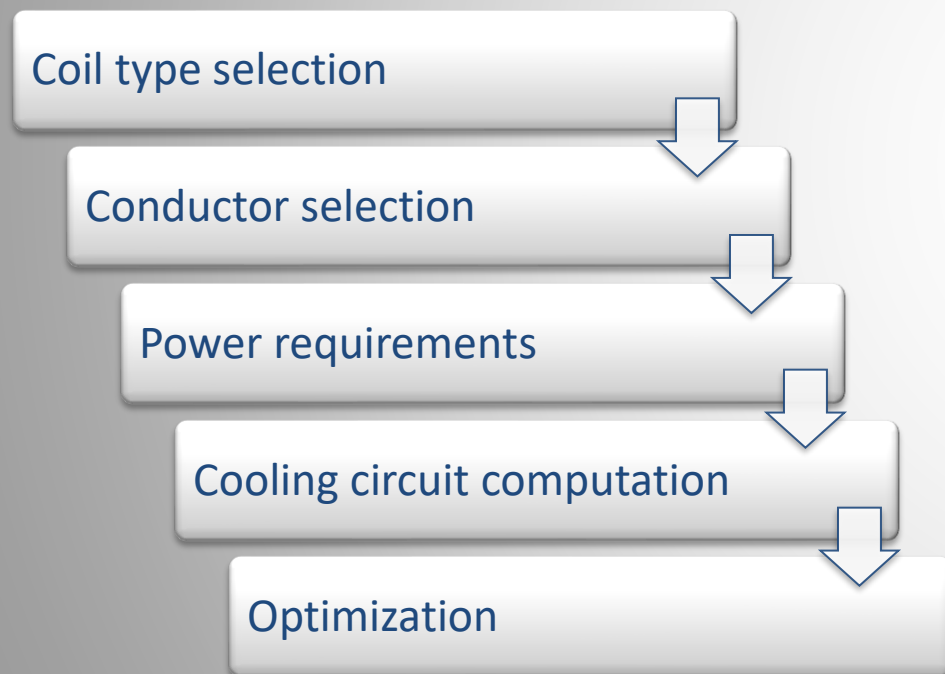 Coil type selection
Conductor selection
Power requirements
Cooling circuit computation
Optimization